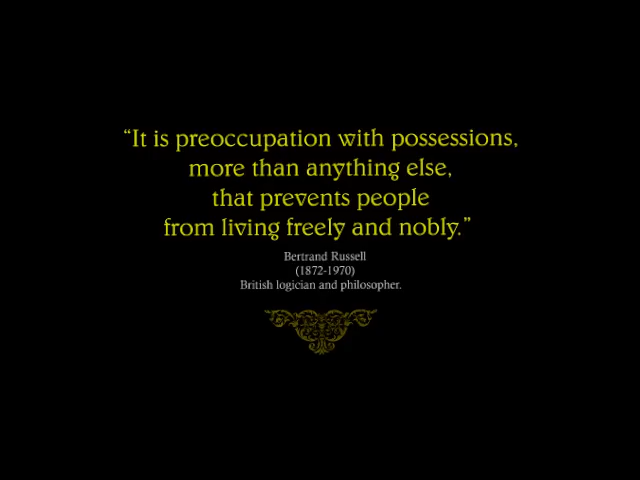 “It is preoccupation with possessions,
more than anything else,
that prevents people
from living freely and nobly.”
Bertrand Russell
(1872-1970)
British logician and philosopher.